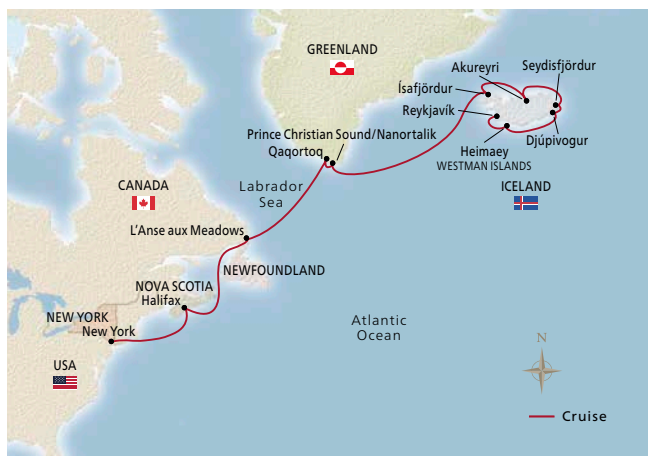 GREENLAND
Akureyri
Seydisfjördur
Ísafjördur
Reykjavík
Prince Christian Sound/Nanortalik
Qaqortoq
Heimaey
WESTMAN ISLANDS
Djúpivogur
CANADA
Labrador
Sea
ICELAND
L'Anse aux Meadows
NEWFOUNDLAND
NOVA SCOTIA
Halifax
NEW YORK
New York
Atlantic
Ocean
N
USA
Cruise